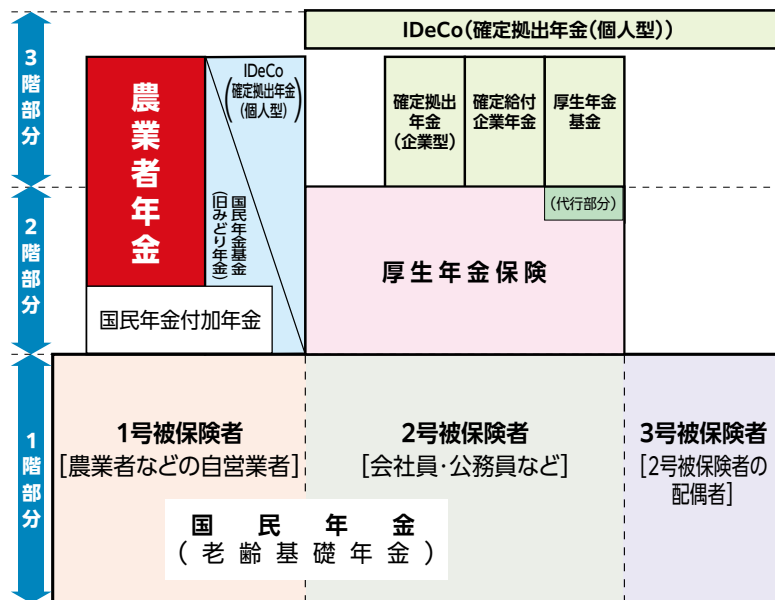 3階部分
2階部分
1階部分
IDeCo(確定拠出年金(個人型))
農業者年金
IDeCo
(確定拠出年金
(個人型))
国民年金基金
(旧みどり年金)
国民年金付加年金
確定拠出
年金
(企業型)
確定給付
企業年金
厚生年金
基金
(代行部分)
厚生年金保険
1号被保険者
[農業者などの自営業者]
2号被保険者
[会社員・公務員など]
3号被保険者
[2号被保険者の
配偶者]
国民年金
(老齢基礎年金)